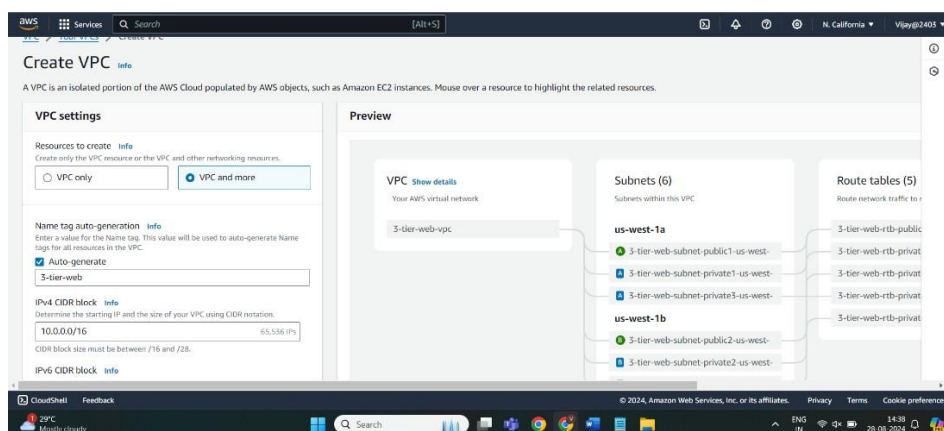 aws Services Search [Alt+S] N. California Vijay@2403
VPC > Your VPCs > Create VPC
Create VPC Info
A VPC is an isolated portion of the AWS Cloud populated by AWS objects, such as Amazon EC2 instances. Mouse over a resource to highlight the related resources.
VPC settings
Resources to create Info
Create only the VPC resource or the VPC and other networking resources.
VPC only VPC and more
Name tag auto-generation Info
Enter a value for the Name tag. This value will be used to auto-generate Name
tags for all resources in the VPC.
Auto-generate
3-tier-web
IPv4 CIDR block Info
Determine the starting IP and the size of your VPC using CIDR notation.
10.0.0.0/16 65,536 IPs
CIDR block size must be between /16 and /28.
IPv6 CIDR block Info
Preview
VPC Show details
Your AWS virtual network
3-tier-web-vpc
Subnets (6)
Subnets within this VPC
us-west-1a
A 3-tier-web-subnet-public1-us-west-
A 3-tier-web-subnet-private1-us-west-
A 3-tier-web-subnet-private3-us-west-
us-west-1b
B 3-tier-web-subnet-public2-us-west-
B 3-tier-web-subnet-private2-us-west-
Route tables (5)
Route network traffic to
3-tier-web-rtb-public
3-tier-web-rtb-privat
3-tier-web-rtb-privat
3-tier-web-rtb-privat
CloudShell Feedback © 2024, Amazon Web Services, Inc. or its affiliates. Privacy Terms Cookie preference
1 29°C
Mostly cloudy
Search
ENG
IN
14:38
28-08-2024